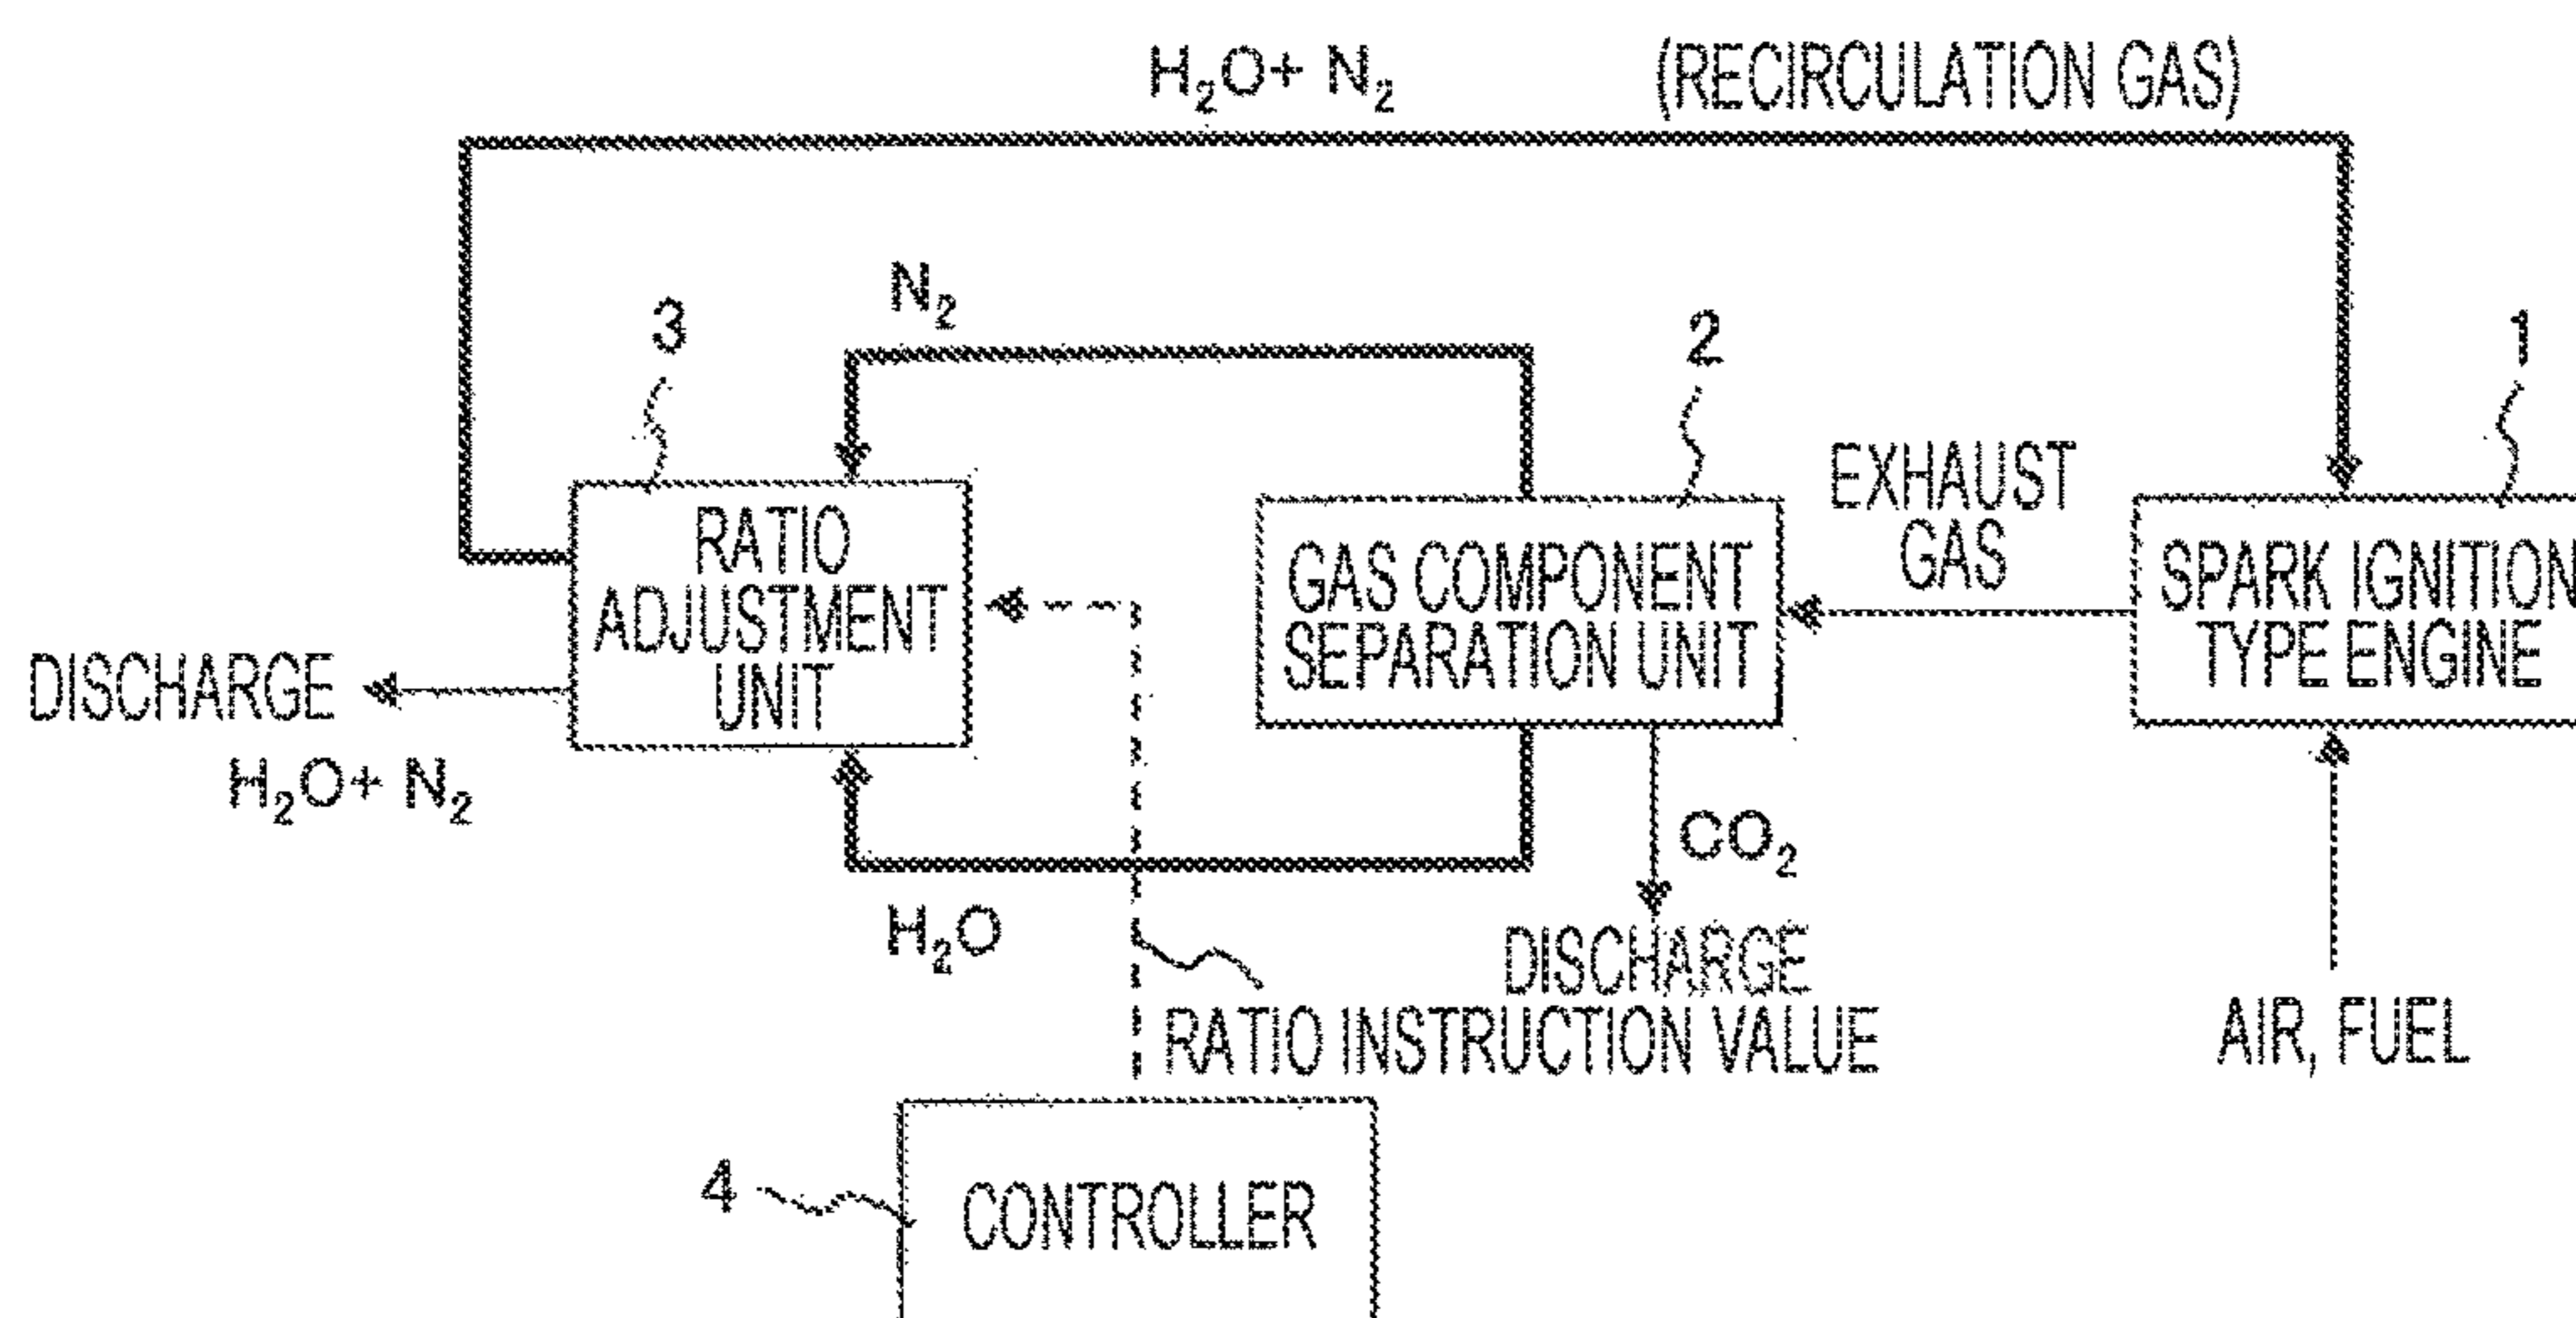 H₂O+ N₂ (RECIRCULATION GAS)
N₂
3
2
1
EXHAUST
GAS
RATIO
ADJUSTMENT
UNIT
GAS COMPONENT
SEPARATION UNIT
SPARK IGNITION
TYPE ENGINE
DISCHARGE
H₂O+ N₂
CO₂
H₂O
DISCHARGE
RATIO INSTRUCTION VALUE
AIR, FUEL
4
CONTROLLER